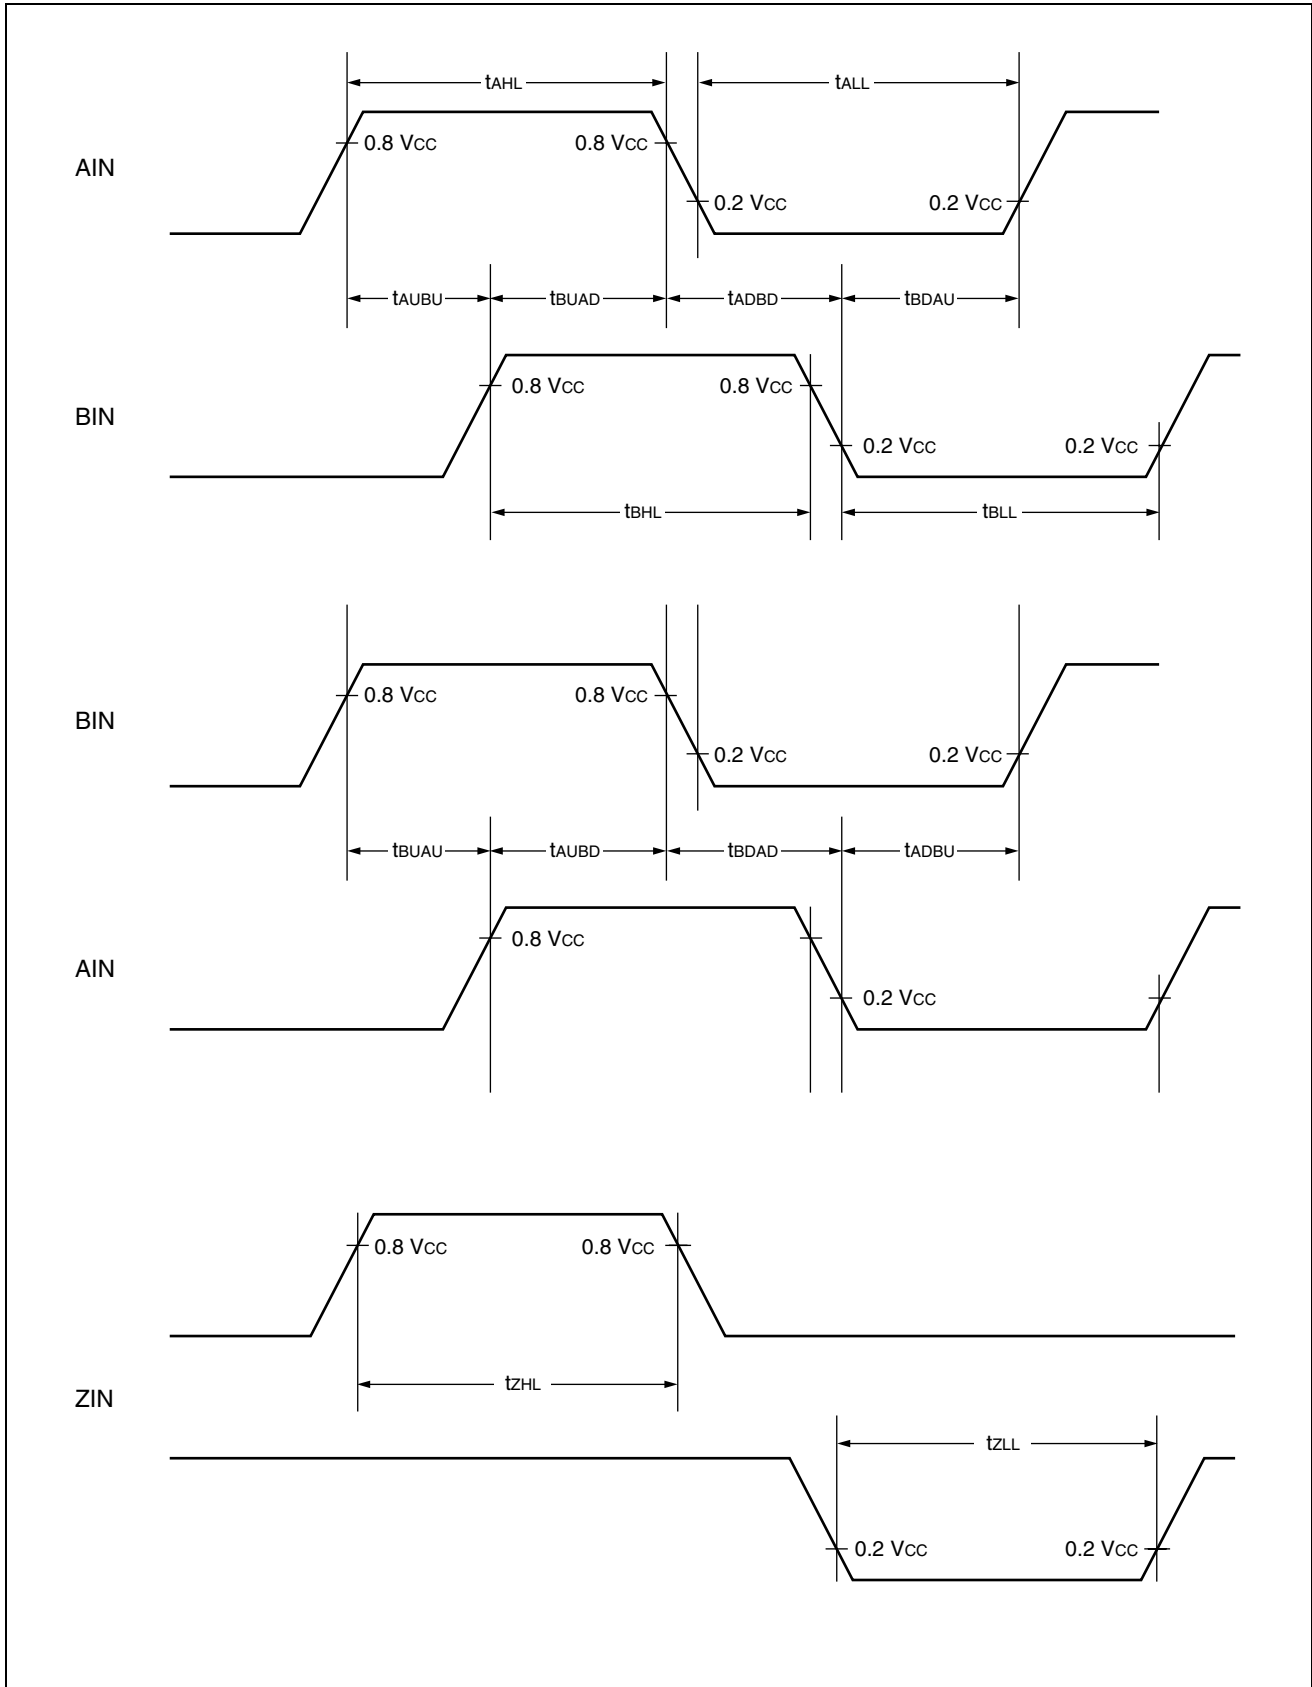 tAHL tALL
0.8 VCC 0.8 VCC
AIN
0.2 VCC 0.2 VCC
tAUBU tBUAD tADBD tBDAU
0.8 VCC 0.8 VCC
BIN
0.2 VCC 0.2 VCC
tBHL tBLL
0.8 VCC 0.8 VCC
BIN
0.2 VCC 0.2 VCC
tBUAU tAUBD tBDAD tADBU
0.8 VCC
AIN
0.2 VCC
0.8 VCC 0.8 VCC
tZHL
ZIN
tZLL
0.2 VCC 0.2 VCC